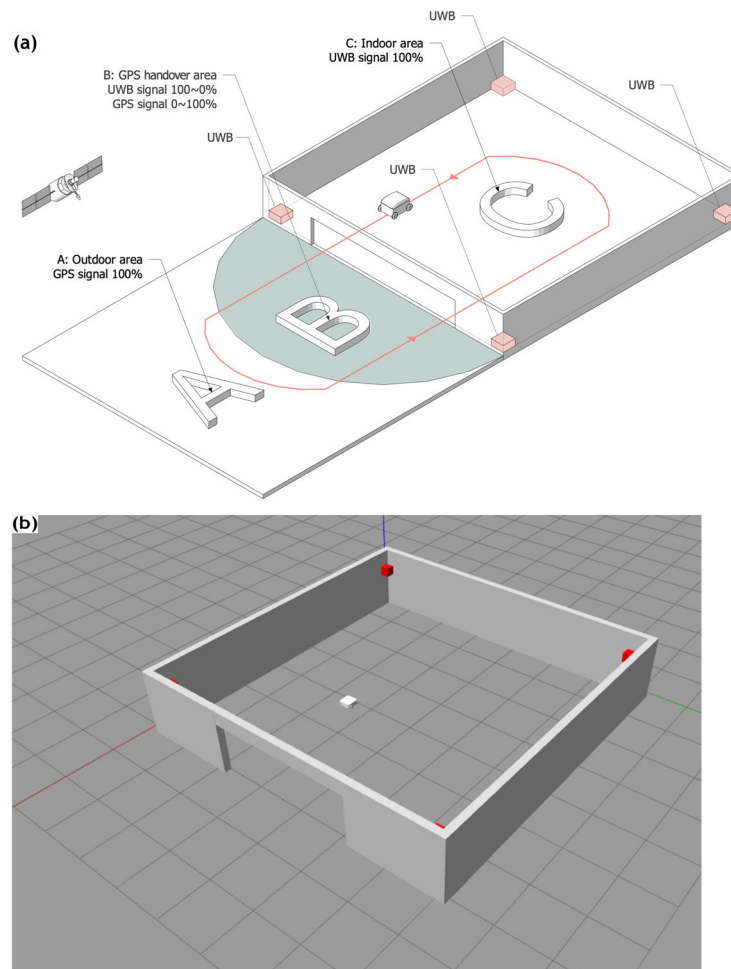 (a)
UWB
C: Indoor area
UWB signal 100%
B: GPS handover area
UWB signal 100~0%
GPS signal 0~100%
UWB
UWB
UWB
A: Outdoor area
GPS signal 100%
C
B
A
(b)